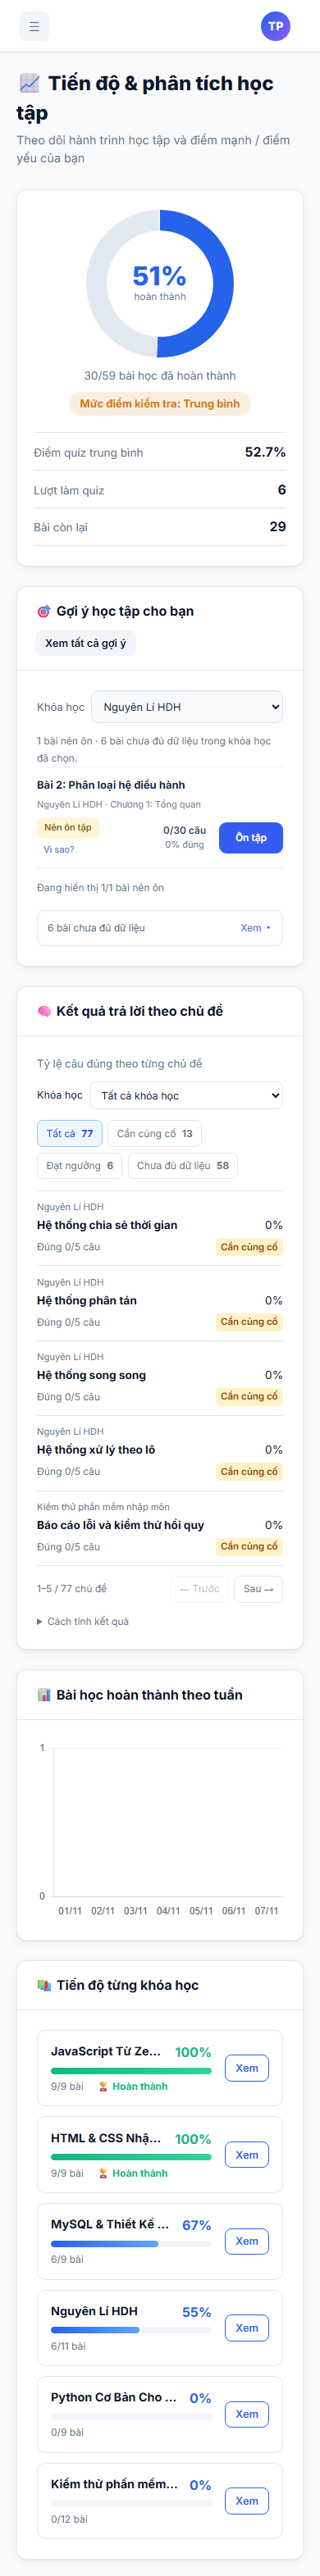 ☰
TP
📈 Tiến độ & phân tích học
tập
Theo dõi hành trình học tập và điểm mạnh / điểm
yếu của bạn
51%
hoàn thành
30/59 bài học đã hoàn thành
Mức điểm kiểm tra: Trung bình
Điểm quiz trung bình 52.7%
Lượt làm quiz 6
Bài còn lại 29
🎯 Gợi ý học tập cho bạn
Xem tất cả gợi ý
Khóa học Nguyên Lí HDH
1 bài nên ôn · 6 bài chưa đủ dữ liệu trong khóa học
đã chọn.
Bài 2: Phân loại hệ điều hành
Nguyên Lí HDH · Chương 1: Tổng quan
Nên ôn tập 0/30 câu Ôn tập
Vì sao? 0% đúng
Đang hiển thị 1/1 bài nên ôn
6 bài chưa đủ dữ liệu Xem
🧠 Kết quả trả lời theo chủ đề
Tỷ lệ câu đúng theo từng chủ đề
Khóa học Tất cả khóa học
Tất cả 77 Cần củng cố 13
Đạt ngưỡng 6 Chưa đủ dữ liệu 58
Nguyên Lí HDH
Hệ thống chia sẻ thời gian 0%
Đúng 0/5 câu Cần củng cố
Nguyên Lí HDH
Hệ thống phân tán 0%
Đúng 0/5 câu Cần củng cố
Nguyên Lí HDH
Hệ thống song song 0%
Đúng 0/5 câu Cần củng cố
Nguyên Lí HDH
Hệ thống xử lý theo lô 0%
Đúng 0/5 câu Cần củng cố
Kiểm thử phần mềm nhập môn
Báo cáo lỗi và kiểm thử hồi quy 0%
Đúng 0/5 câu Cần củng cố
1–5 / 77 chủ đề ← Trước Sau →
▶ Cách tính kết quả
📊 Bài học hoàn thành theo tuần
1
0
01/11 02/11 03/11 04/11 05/11 06/11 07/11
📚 Tiến độ từng khóa học
JavaScript Từ Ze... 100% Xem
9/9 bài 🏆 Hoàn thành
HTML & CSS Nhậ... 100% Xem
9/9 bài 🏆 Hoàn thành
MySQL & Thiết Kế ... 67% Xem
6/9 bài
Nguyên Lí HDH 55% Xem
6/11 bài
Python Cơ Bản Cho ... 0% Xem
0/9 bài
Kiểm thử phần mềm... 0% Xem
0/12 bài